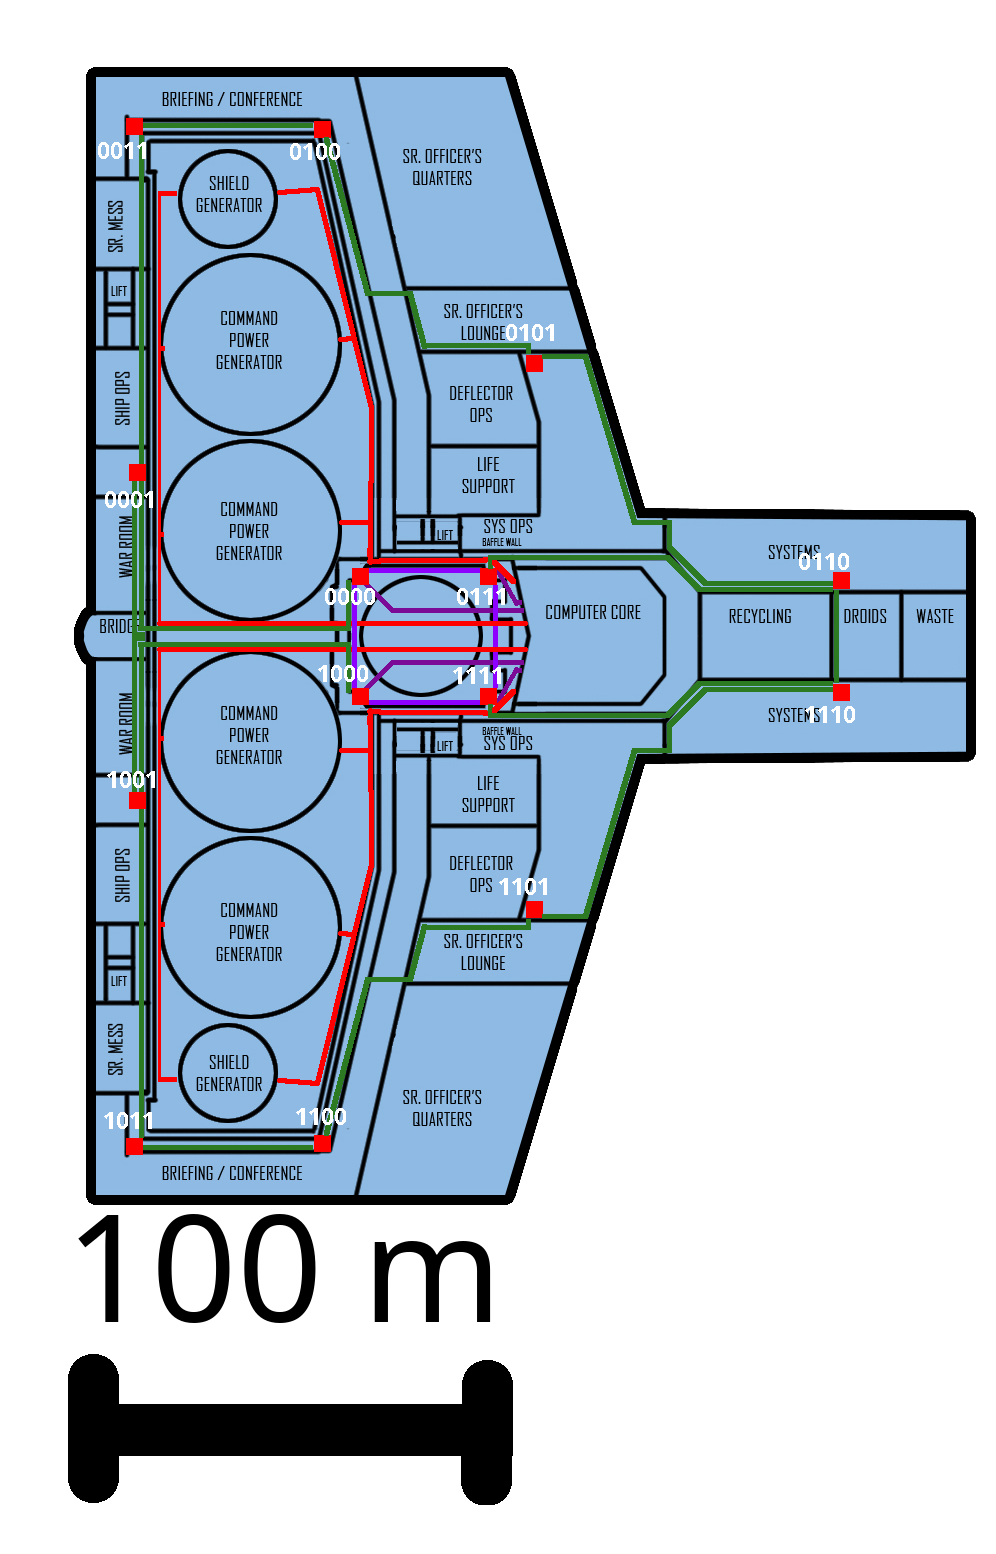 BRIEFING / CONFERENCE
0011
0100
SR. OFFICER'S
QUARTERS
SHIELD
GENERATOR
SR. MESS
LIFT
COMMAND
POWER
GENERATOR
SR. OFFICER'S
LOUNGE
0101
SHIP OPS
DEFLECTOR
OPS
LIFE
SUPPORT
0001
COMMAND
POWER
GENERATOR
WAR ROOM
LIFT
SYS OPS
BAFFLE WALL
SYSTEMS
0110
0000
0111
COMPUTER CORE
RECYCLING
DROIDS
WASTE
BRIDGE
1000
1111
COMMAND
POWER
GENERATOR
WAR ROOM
LIFT
BAFFLE WALL
SYS OPS
SYSTEMS
1110
1001
LIFE
SUPPORT
SHIP OPS
DEFLECTOR
OPS
1101
COMMAND
POWER
GENERATOR
SR. OFFICER'S
LOUNGE
LIFT
SR. MESS
SHIELD
GENERATOR
SR. OFFICER'S
QUARTERS
1011
1100
BRIEFING / CONFERENCE
100 m